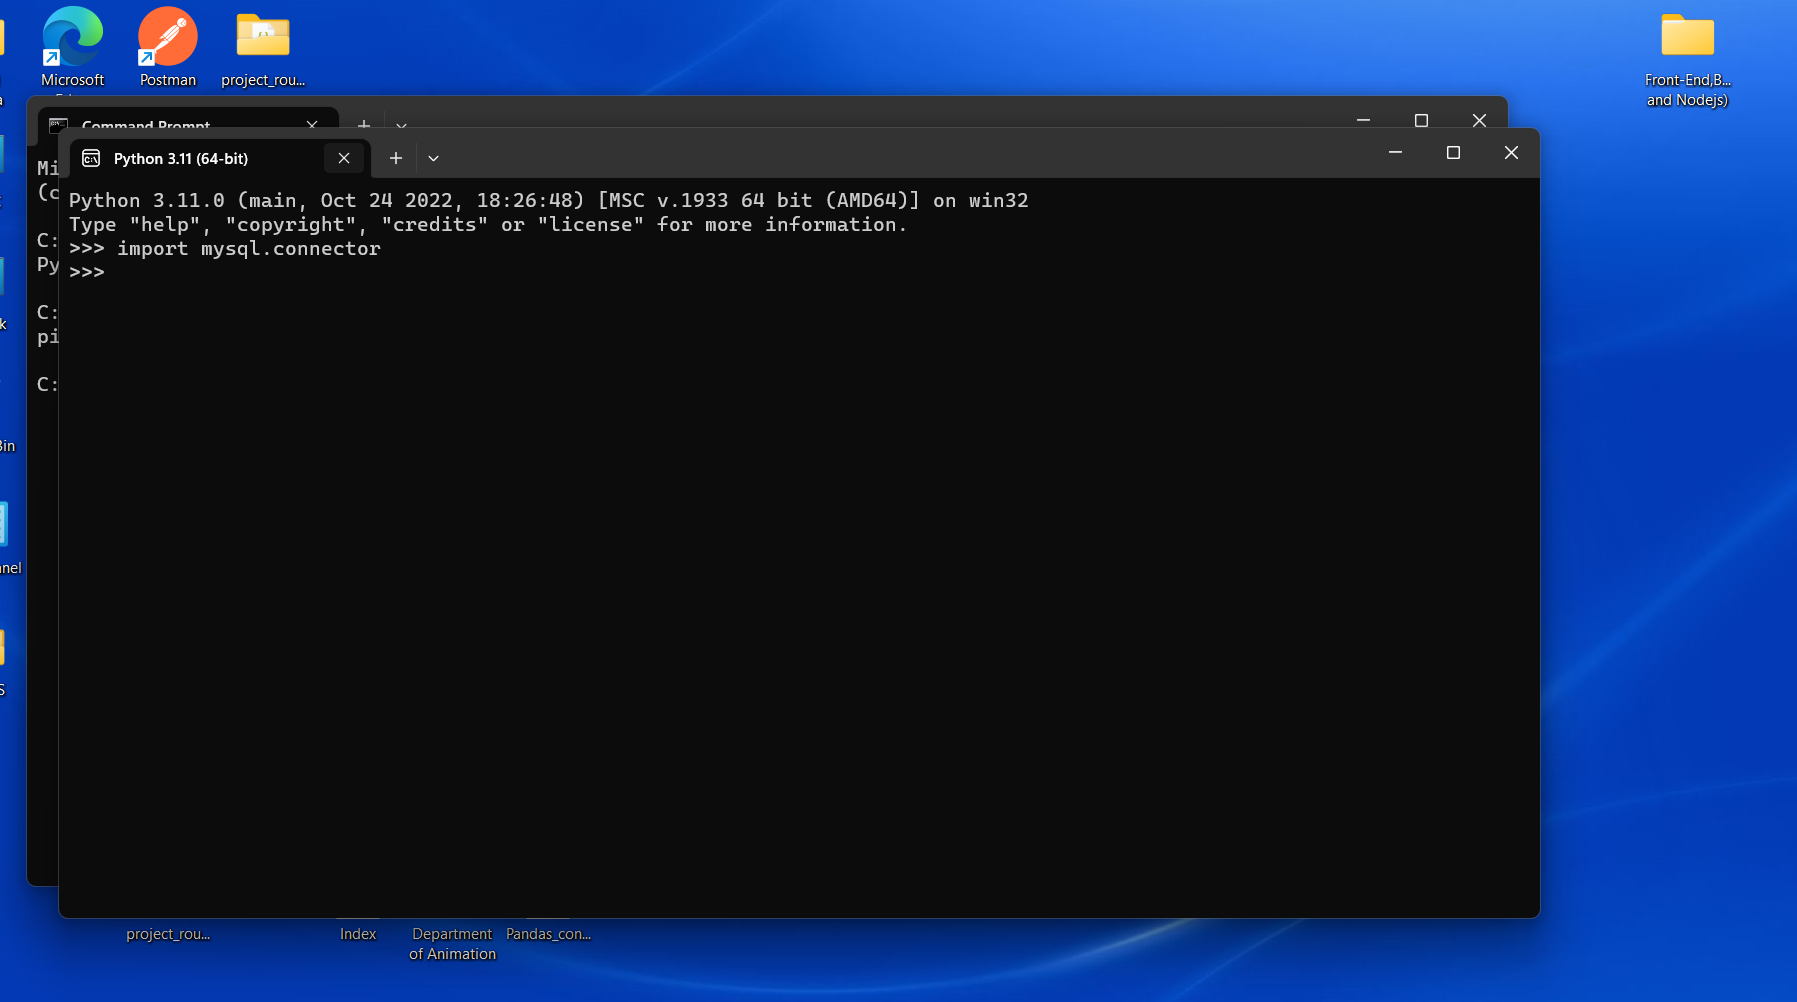 Microsoft
Postman
project_rou...
Front-End,B...
and Nodejs)
Command Prompt
Python 3.11 (64-bit)
Python 3.11.0 (main, Oct 24 2022, 18:26:48) [MSC v.1933 64 bit (AMD64)] on win32
Type "help", "copyright", "credits" or "license" for more information.
>>> import mysql.connector
>>>
Mi
(c
C:
Py
C:
pi
C:
Bin
nel
project_rou...
Index
Department
of Animation
Pandas_con...